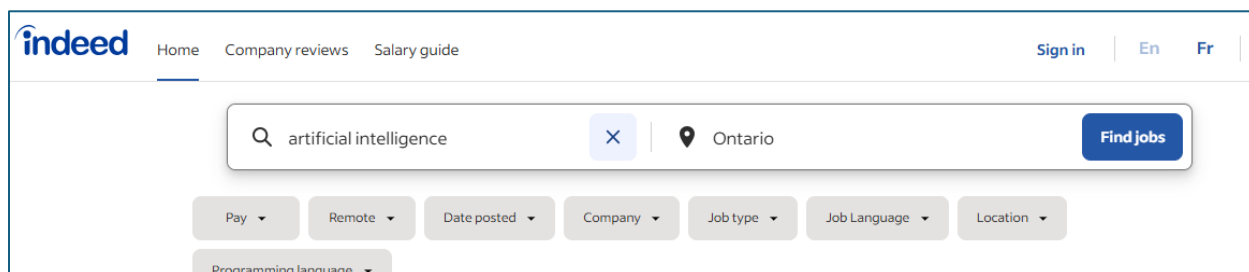 indeed Home Company reviews Salary guide Sign in En Fr
artificial intelligence Ontario Find jobs
Pay Remote Date posted Company Job type Job Language Location
Programming language